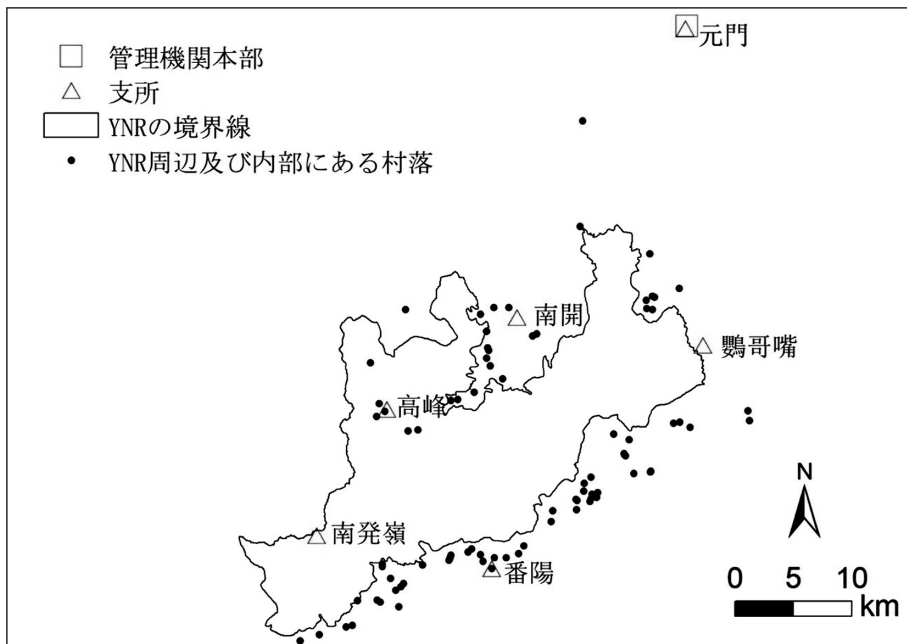 元門
管理機関本部
支所
YNRの境界線
YNR周辺及び内部にある村落
南開
鸚哥嘴
高峰
南発嶺
番陽
N
0 5 10
km